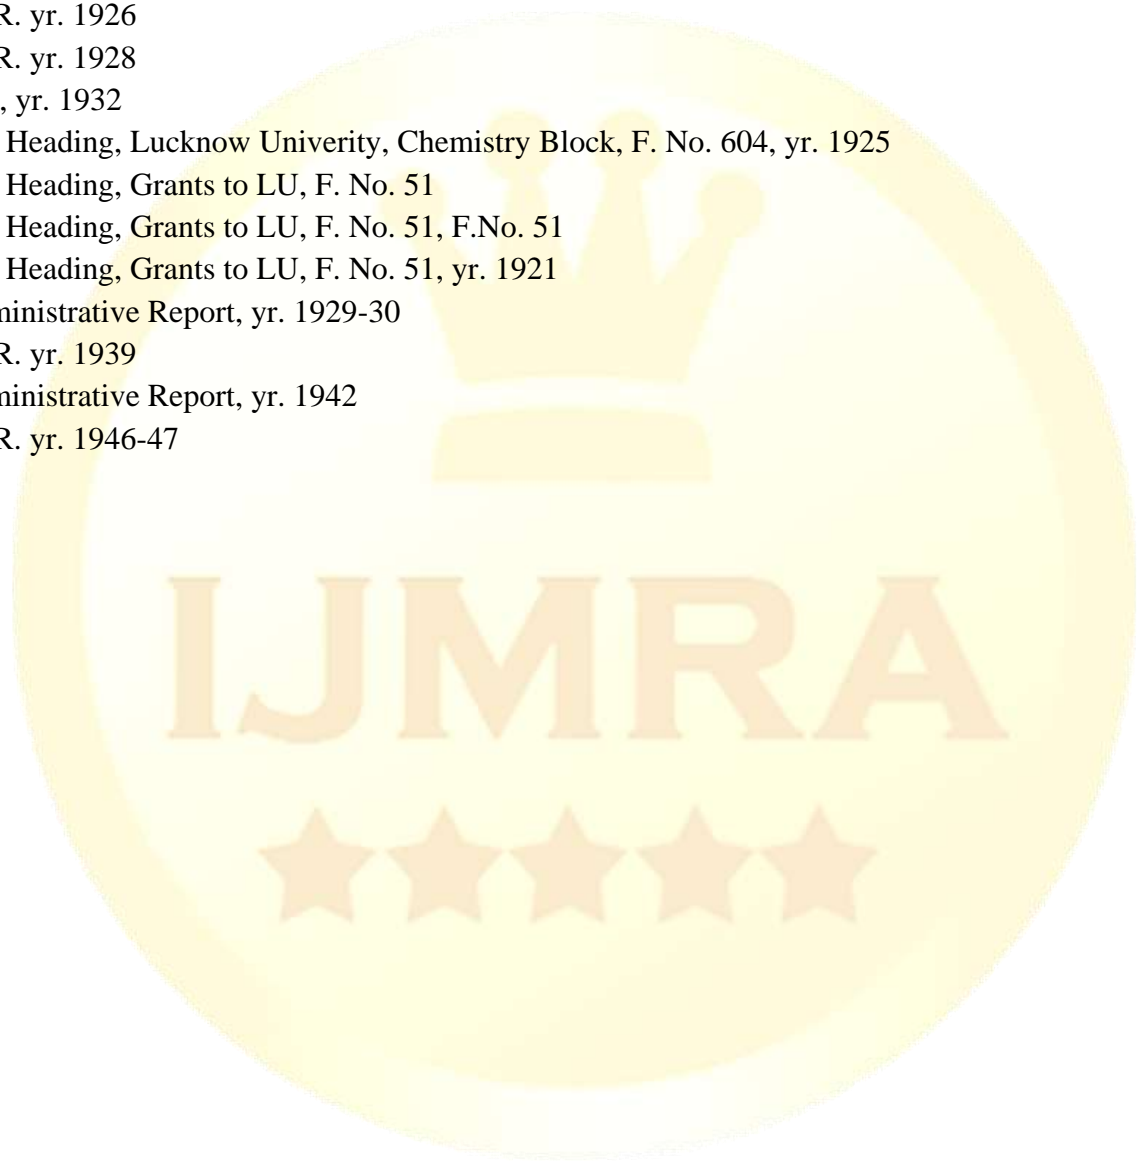 R. yr. 1926
R. yr. 1928
, yr. 1932
Heading, Lucknow Univerity, Chemistry Block, F. No. 604, yr. 1925
Heading, Grants to LU, F. No. 51
Heading, Grants to LU, F. No. 51, F.No. 51
Heading, Grants to LU, F. No. 51, yr. 1921
ministrative Report, yr. 1929-30
R. yr. 1939
ministrative Report, yr. 1942
R. yr. 1946-47
IJMRA